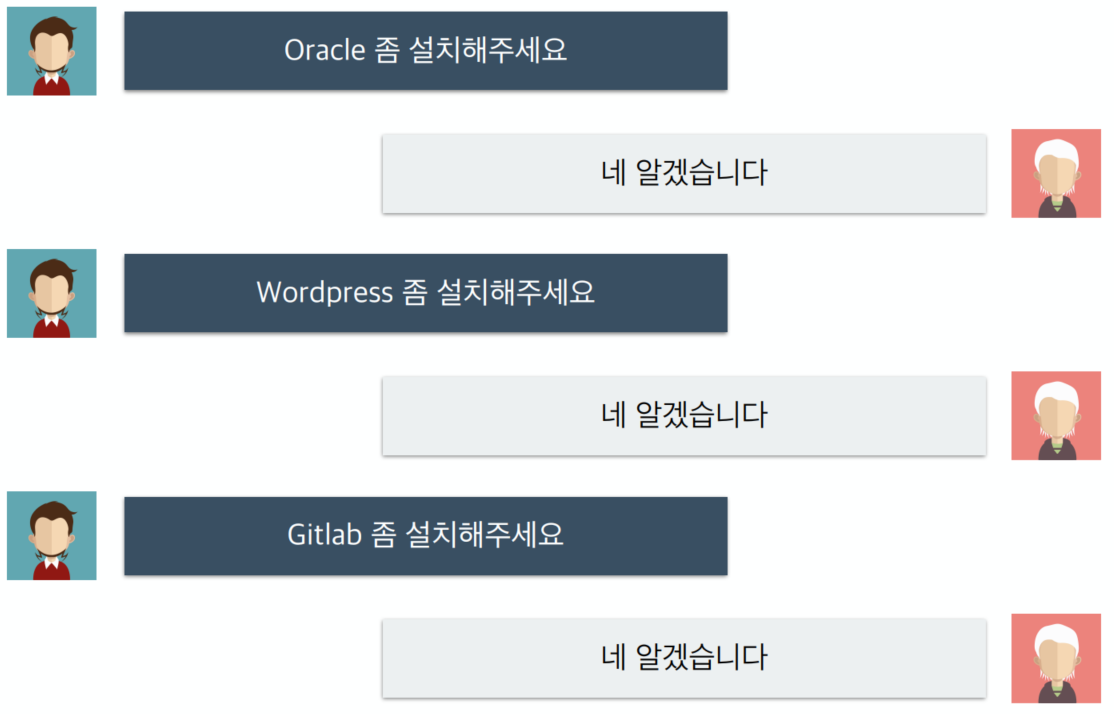 Oracle 좀 설치해주세요
네 알겠습니다
Wordpress 좀 설치해주세요
네 알겠습니다
Gitlab 좀 설치해주세요
네 알겠습니다